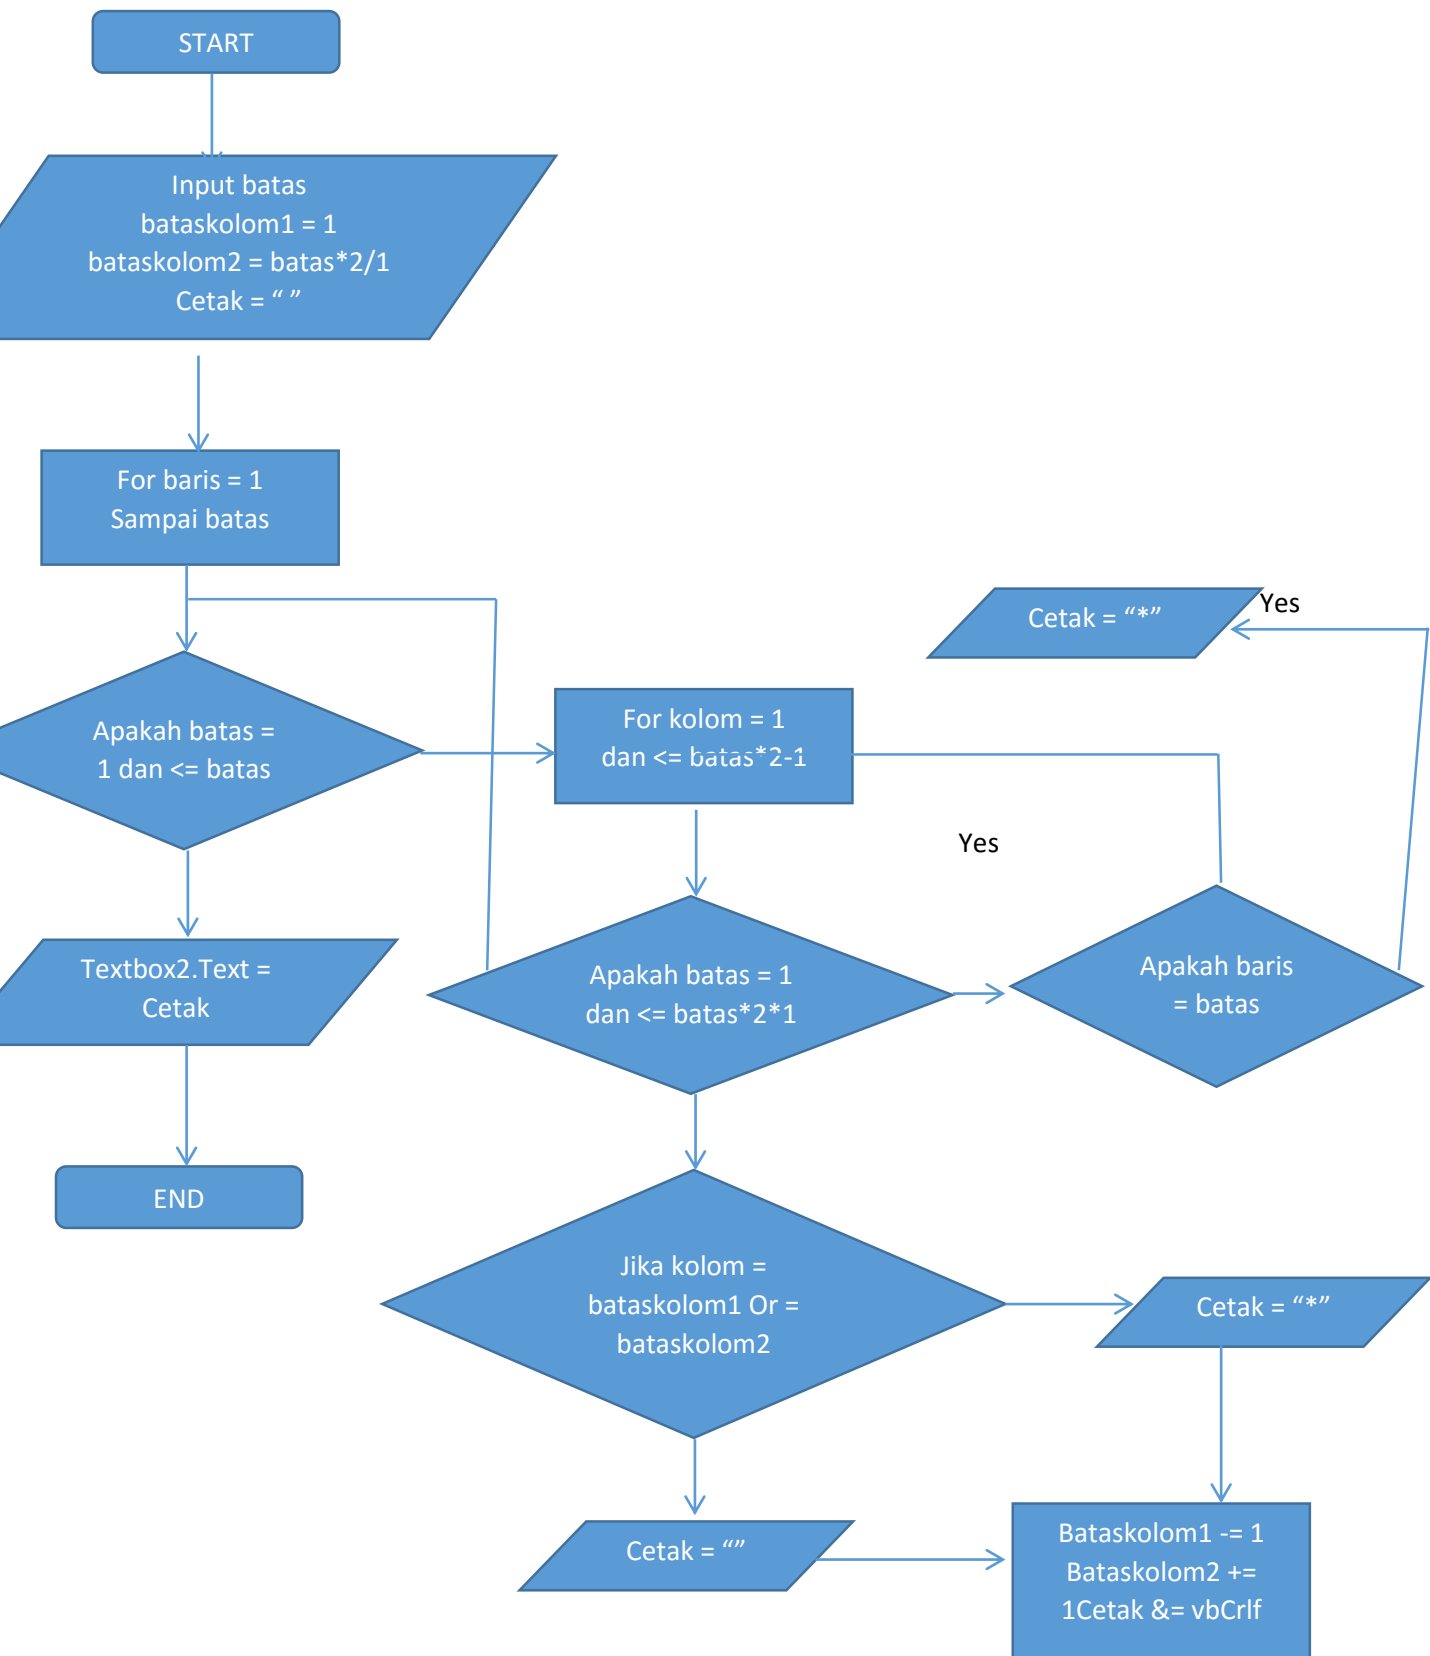 START
Input batas
bataskolom1 = 1
bataskolom2 = batas*2/1
Cetak = “ ”
For baris = 1
Sampai batas
Cetak = “*”
Yes
Apakah batas =
1 dan <= batas
For kolom = 1
dan <= batas*2-1
Yes
Textbox2.Text =
Cetak
Apakah batas = 1
dan <= batas*2*1
Apakah baris
= batas
END
Jika kolom =
bataskolom1 Or =
bataskolom2
Cetak = “*”
Cetak = “”
Bataskolom1 -= 1
Bataskolom2 +=
1Cetak &= vbCrlf